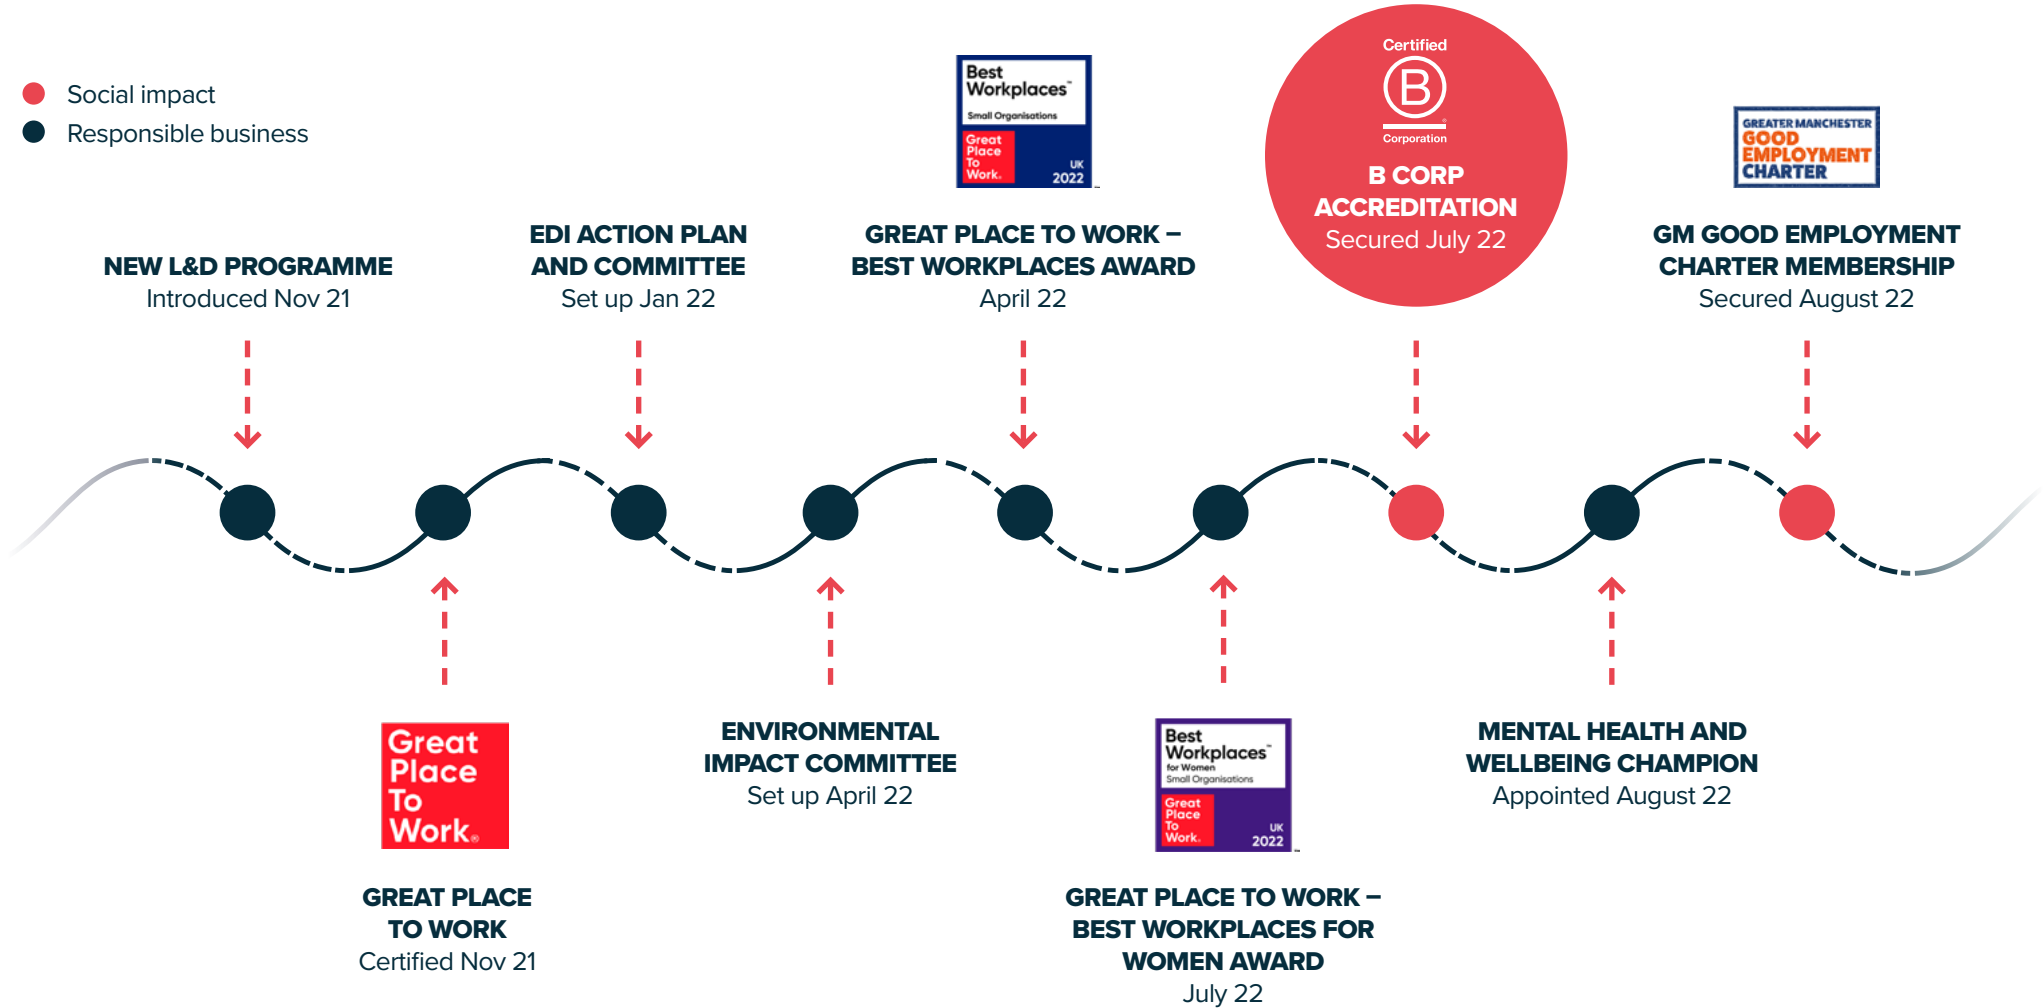 Social impact
Responsible business
NEW L&D PROGRAMME
Introduced Nov 21
Great
Place
To
Work®
GREAT PLACE
TO WORK
Certified Nov 21
EDI ACTION PLAN
AND COMMITTEE
Set up Jan 22
ENVIRONMENTAL
IMPACT COMMITTEE
Set up April 22
Best
Workplaces™
Small Organisations
Great
Place
To
Work.
UK
2022
GREAT PLACE TO WORK –
BEST WORKPLACES AWARD
April 22
Best
Workplaces™
for Women
Small Organisations
Great
Place
To
Work.
UK
2022
GREAT PLACE TO WORK –
BEST WORKPLACES FOR
WOMEN AWARD
July 22
Certified
B
®
Corporation
B CORP
ACCREDITATION
Secured July 22
MENTAL HEALTH AND
WELLBEING CHAMPION
Appointed August 22
GREATER MANCHESTER
GOOD
EMPLOYMENT
CHARTER
GM GOOD EMPLOYMENT
CHARTER MEMBERSHIP
Secured August 22